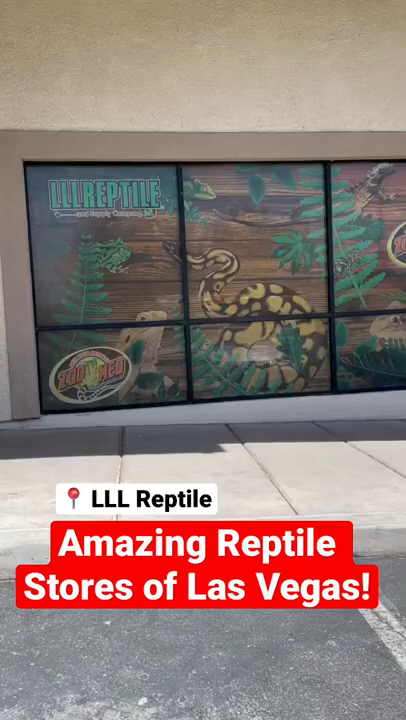 LLLREPTILE
and Supply Company
ZOO MED
📍 LLL Reptile
Amazing Reptile
Stores of Las Vegas!